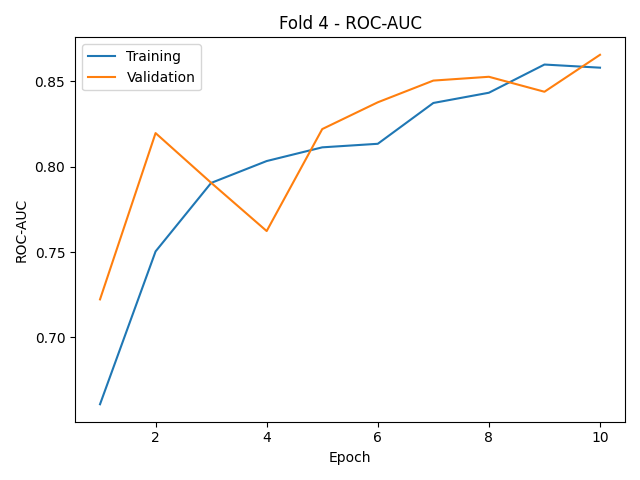 Fold 4 - ROC-AUC
Training
Validation
0.85
0.80
0.75
0.70
ROC-AUC
2 4 6 8 10
Epoch